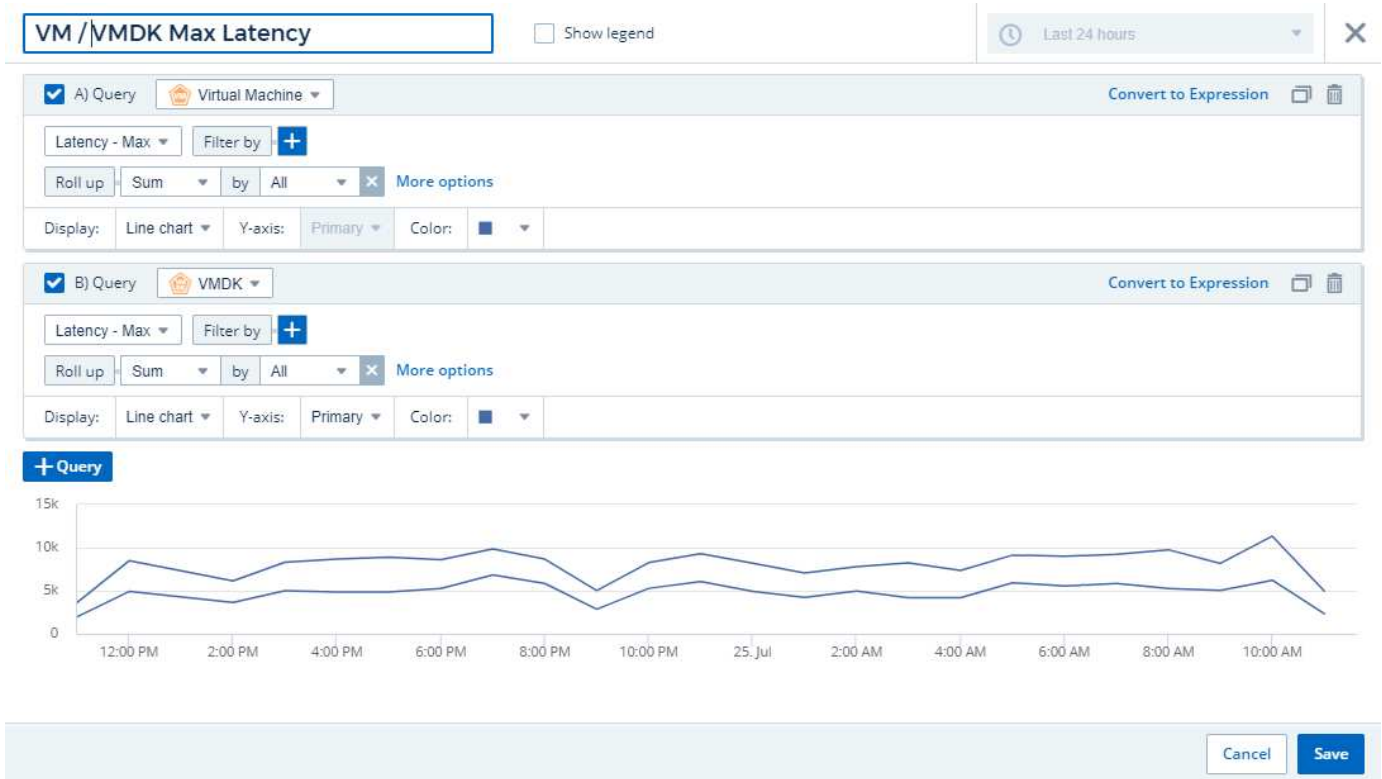 VM / VMDK Max Latency Show legend Last 24 hours
A) Query Virtual Machine Convert to Expression
Latency - Max Filter by
Roll up Sum by All More options
Display: Line chart Y-axis: Primary Color:
B) Query VMDK Convert to Expression
Latency - Max Filter by
Roll up Sum by All More options
Display: Line chart Y-axis: Primary Color:
+ Query
15k
10k
5k
0
12:00 PM 2:00 PM 4:00 PM 6:00 PM 8:00 PM 10:00 PM 25. Jul 2:00 AM 4:00 AM 6:00 AM 8:00 AM 10:00 AM
Cancel Save